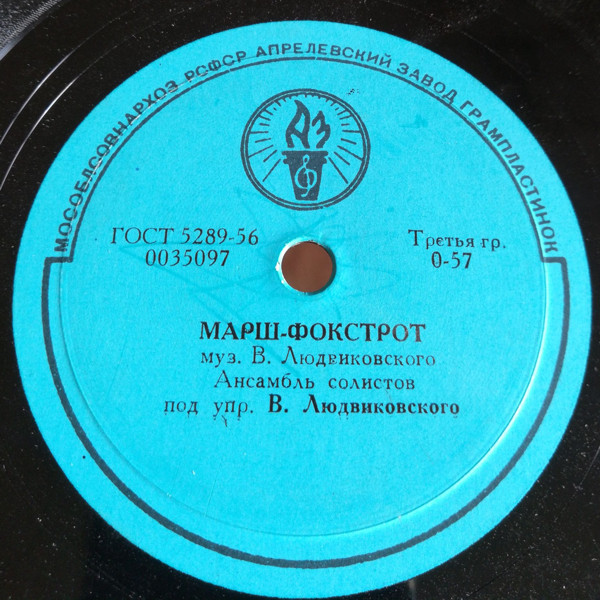 МОСОБЛСОВНАРХОЗ РСФСР АПРЕЛЕВСКИЙ ЗАВОД ГРАМПЛАСТИНОК
АЗ
ГОСТ 5289-56
0035097
Третья гр.
0-57
МАРШ-ФОКСТРОТ
муз. В. Людвиковского
Ансамбль солистов
под упр. В. Людвиковского